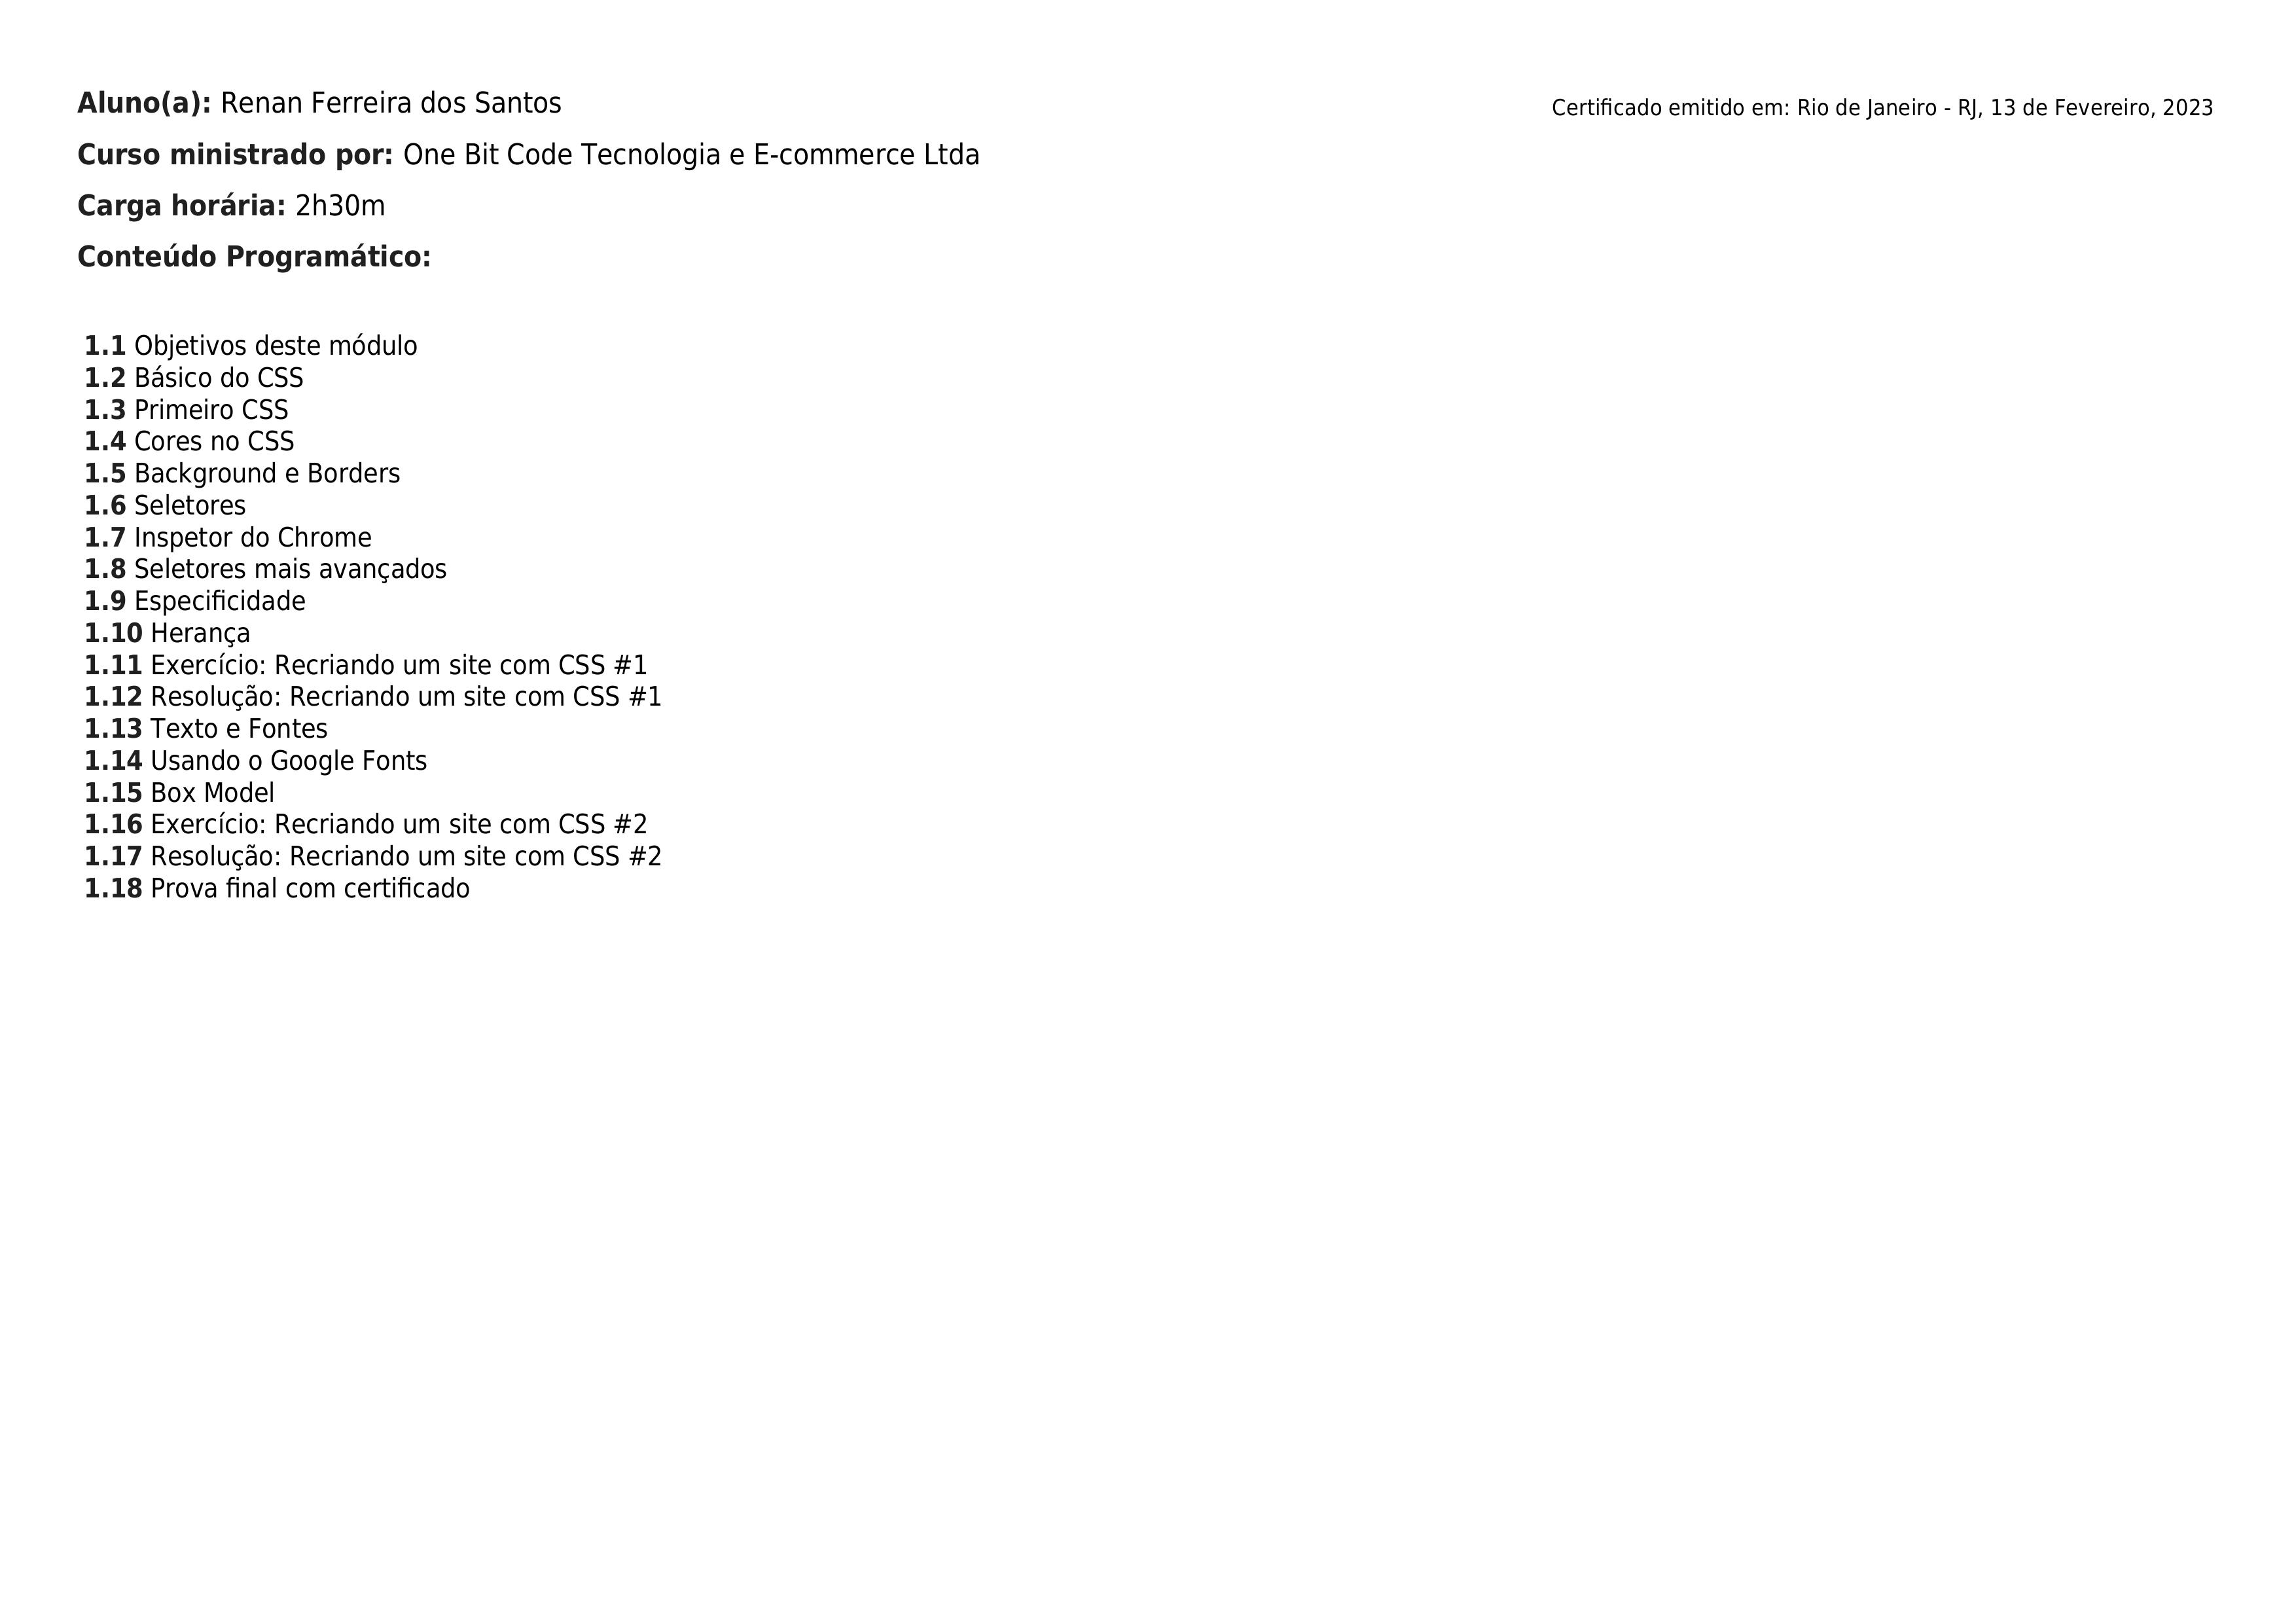 Aluno(a): Renan Ferreira dos Santos
Certificado emitido em: Rio de Janeiro - RJ, 13 de Fevereiro, 2023
Curso ministrado por: One Bit Code Tecnologia e E-commerce Ltda
Carga horária: 2h30m
Conteúdo Programático:
1.1 Objetivos deste módulo
1.2 Básico do CSS
1.3 Primeiro CSS
1.4 Cores no CSS
1.5 Background e Borders
1.6 Seletores
1.7 Inspetor do Chrome
1.8 Seletores mais avançados
1.9 Especificidade
1.10 Herança
1.11 Exercício: Recriando um site com CSS #1
1.12 Resolução: Recriando um site com CSS #1
1.13 Texto e Fontes
1.14 Usando o Google Fonts
1.15 Box Model
1.16 Exercício: Recriando um site com CSS #2
1.17 Resolução: Recriando um site com CSS #2
1.18 Prova final com certificado